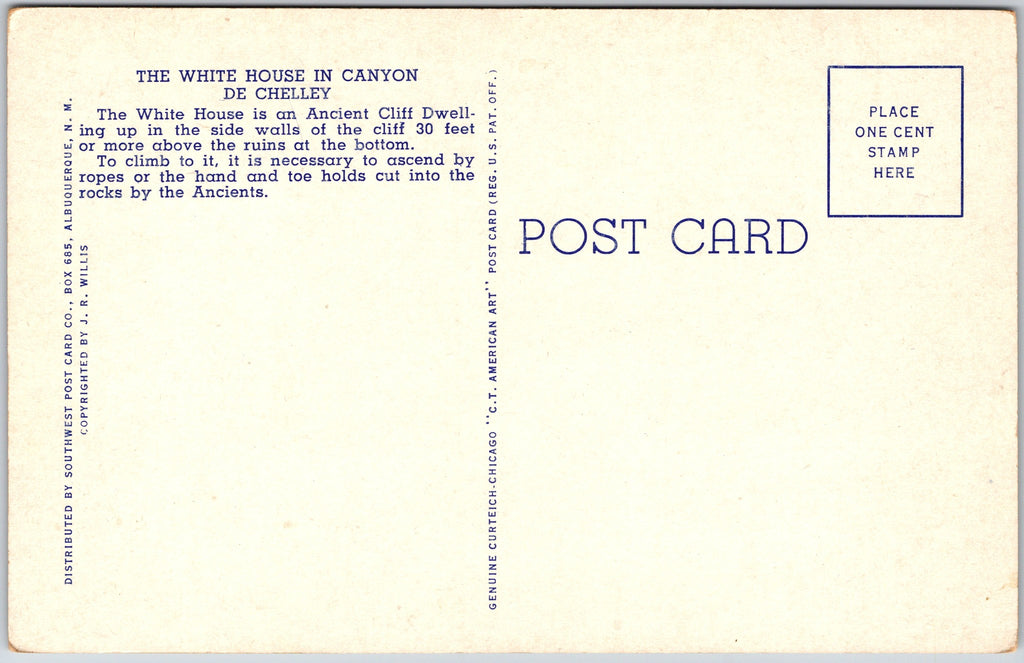 THE WHITE HOUSE IN CANYON
DE CHELLEY
The White House is an Ancient Cliff Dwell-
ing up in the side walls of the cliff 30 feet
or more above the ruins at the bottom.
To climb to it, it is necessary to ascend by
ropes or the hand and toe holds cut into the
rocks by the Ancients.
DISTRIBUTED BY SOUTHWEST POST CARD CO., BOX 685, ALBUQUERQUE, N. M.
COPYRIGHTED BY J. R. WILLIS
GENUINE CURTEICH-CHICAGO "C.T. AMERICAN ART" POST CARD (REG. U.S. PAT. OFF.)
POST CARD
PLACE
ONE CENT
STAMP
HERE